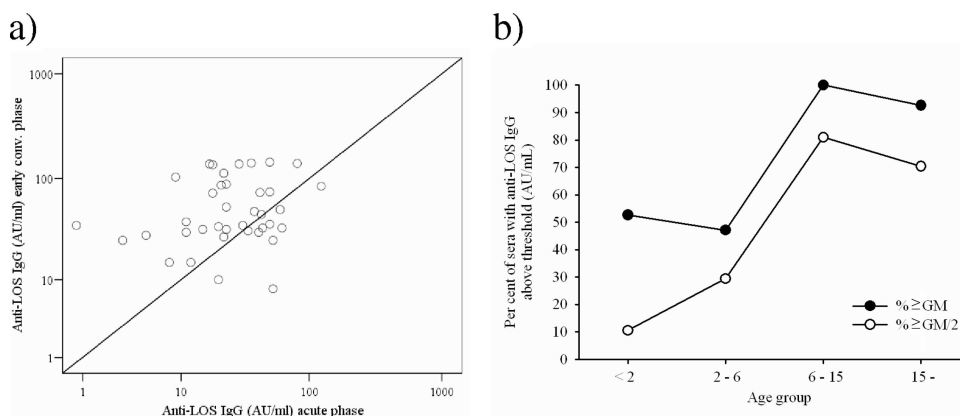 a)
Anti-LOS IgG (AU/ml) early conv. phase
1000
100
10
1
1
10
100
1000
Anti-LOS IgG (AU/ml) acute phase
b)
Per cent of sera with anti-LOS IgG
above threshold (AU/mL)
100
90
80
70
60
50
40
30
20
10
0
% ≥GM
% ≥GM/2
< 2
2 - 6
6 - 15
15 -
Age group